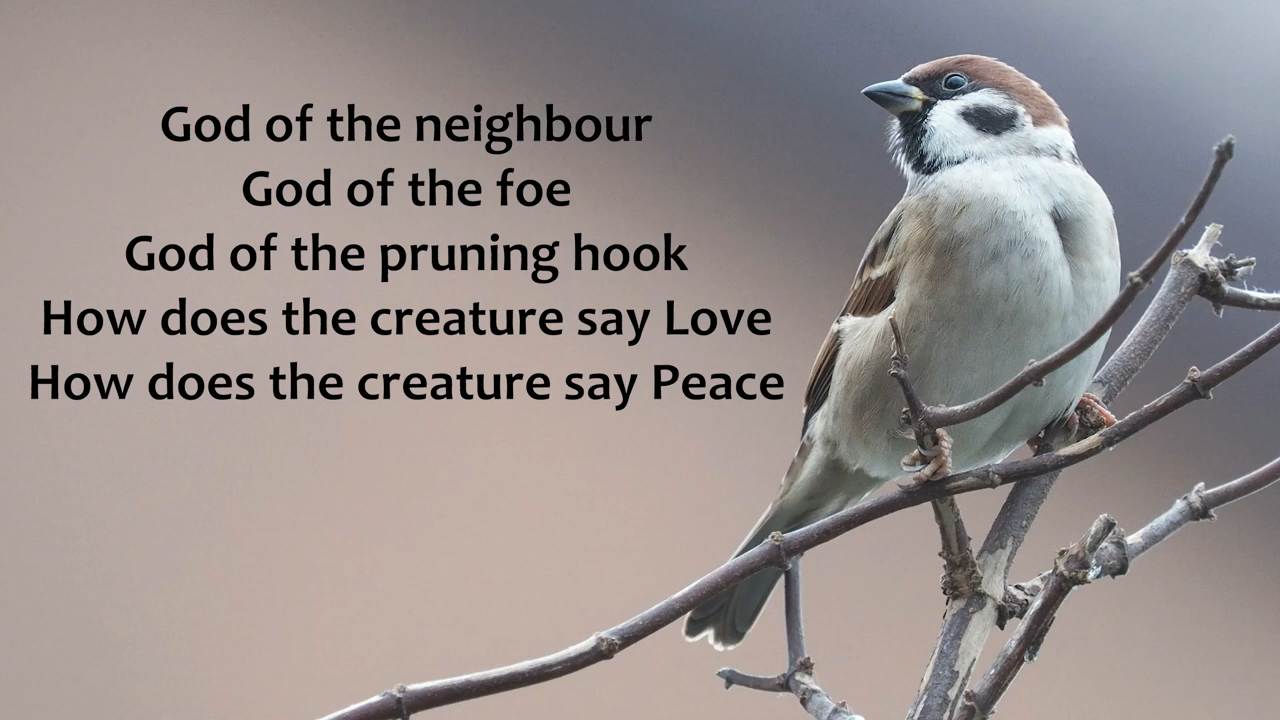 God of the neighbour
God of the foe
God of the pruning hook
How does the creature say Love
How does the creature say Peace